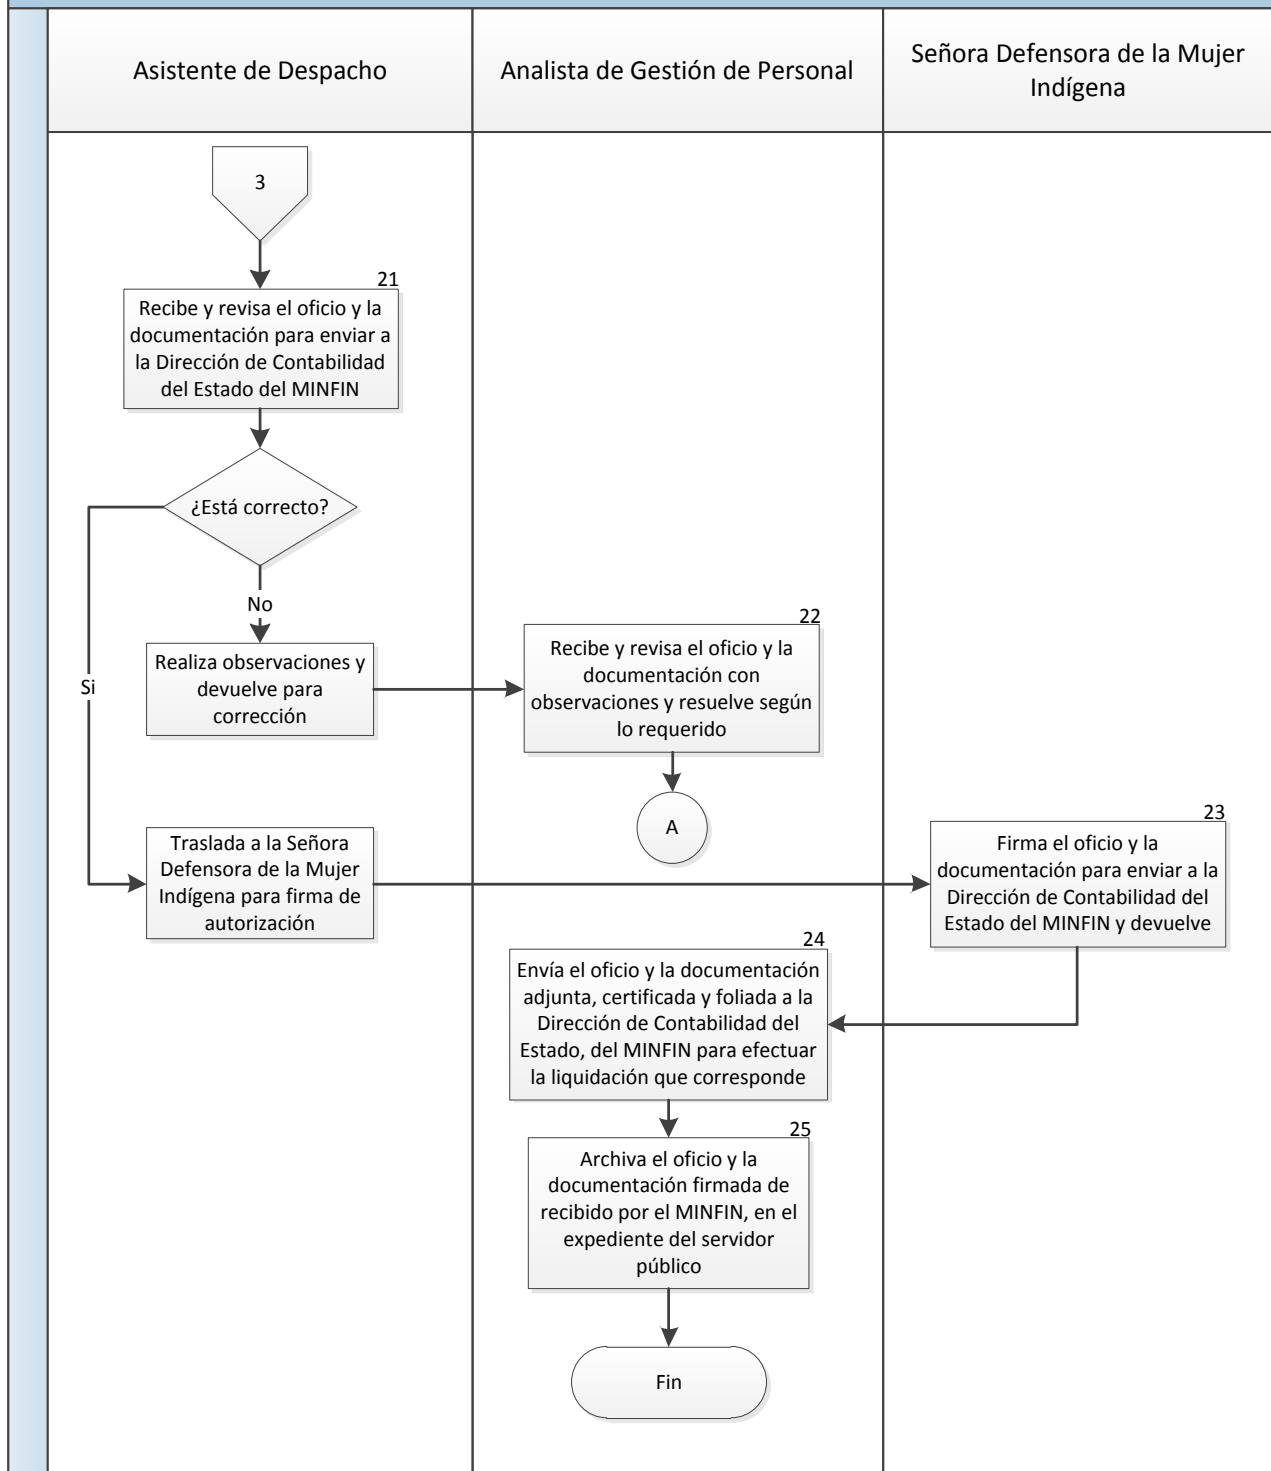 Asistente de Despacho
Analista de Gestión de Personal
Señora Defensora de la Mujer
Indígena
3
21
Recibe y revisa el oficio y la
documentación para enviar a
la Dirección de Contabilidad
del Estado del MINFIN
¿Está correcto?
No
Si
Realiza observaciones y
devuelve para
corrección
22
Recibe y revisa el oficio y la
documentación con
observaciones y resuelve según
lo requerido
A
Traslada a la Señora
Defensora de la Mujer
Indígena para firma de
autorización
23
Firma el oficio y la
documentación para enviar a la
Dirección de Contabilidad del
Estado del MINFIN y devuelve
24
Envía el oficio y la documentación
adjunta, certificada y foliada a la
Dirección de Contabilidad del
Estado, del MINFIN para efectuar
la liquidación que corresponde
25
Archiva el oficio y la
documentación firmada de
recibido por el MINFIN, en el
expediente del servidor
público
Fin